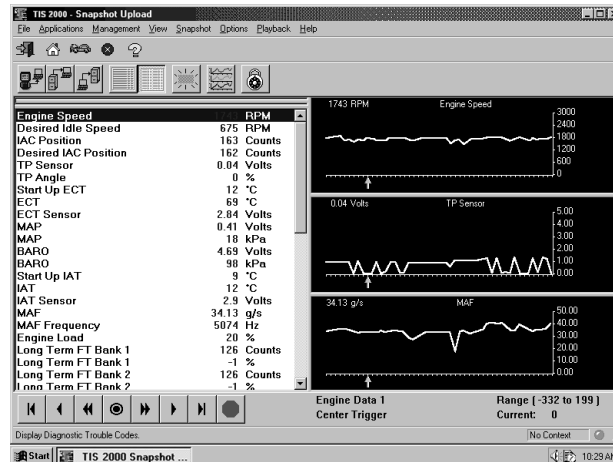 TIS 2000 - Snapshot Upload
File Applications Management View Snapshot Options Playback Help
Engine Speed 1743 RPM
Desired Idle Speed 675 RPM
IAC Position 163 Counts
Desired IAC Position 162 Counts
TP Sensor 0.04 Volts
TP Angle 0 %
Start Up ECT 12 °C
ECT 69 °C
ECT Sensor 2.84 Volts
MAP 0.41 Volts
MAP 18 kPa
BARO 4.69 Volts
BARO 98 kPa
Start Up IAT 9 °C
IAT 12 °C
IAT Sensor 2.9 Volts
MAF 34.13 g/s
MAF Frequency 5074 Hz
Engine Load 20 %
Long Term FT Bank 1 126 Counts
Long Term FT Bank 1 -1 %
Long Term FT Bank 2 126 Counts
Long Term FT Bank 2 -1 %
1743 RPM Engine Speed
3000
2400
1800
1200
600
0
0.04 Volts TP Sensor
5.00
4.00
3.00
2.00
1.00
0.00
34.13 g/s MAF
50.00
40.00
30.00
20.00
10.00
0.00
Engine Data 1 Range (-332 to 199 )
Center Trigger Current: 0
Display Diagnostic Trouble Codes. No Context
Start TIS 2000 Snapshot ... 10:29 AM